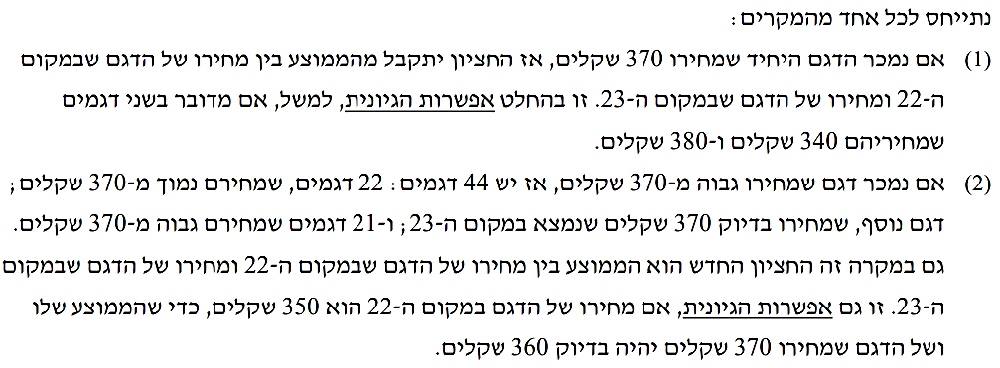 נתייחס לכל אחד מהמקרים:
(1) אם נמכר הדגם היחיד שמחירו 370 שקלים, אז החציון יתקבל מהממוצע בין מחירו של הדגם שבמקום
ה-22 ומחירו של הדגם שבמקום ה-23. זו בהחלט אפשרות הגיונית, למשל, אם מדובר בשני דגמים
שמחיריהם 340 שקלים ו-380 שקלים.
(2) אם נמכר דגם שמחירו גבוה מ-370 שקלים, אז יש 44 דגמים: 22 דגמים, שמחירם נמוך מ-370 שקלים;
דגם נוסף, שמחירו בדיוק 370 שקלים שנמצא במקום ה-23; ו-21 דגמים שמחירם גבוה מ-370 שקלים.
גם במקרה זה החציון החדש הוא הממוצע בין מחירו של הדגם שבמקום ה-22 ומחירו של הדגם שבמקום
ה-23. זו גם אפשרות הגיונית, אם מחירו של הדגם במקום ה-22 הוא 350 שקלים, כדי שהממוצע שלו
ושל הדגם שמחירו 370 שקלים יהיה בדיוק 360 שקלים.